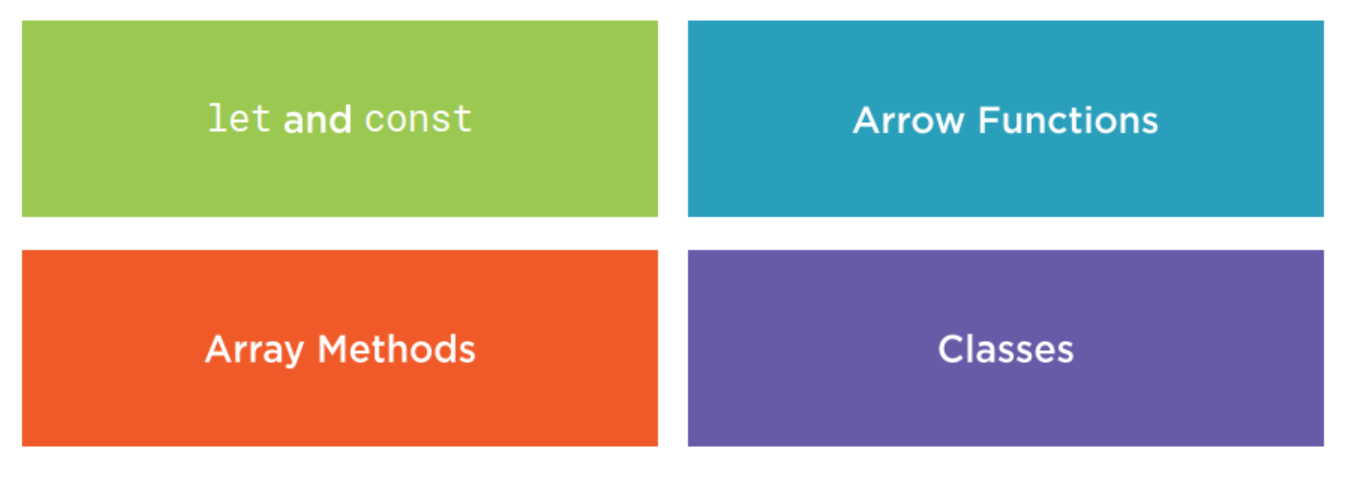 let and const
Arrow Functions
Array Methods
Classes